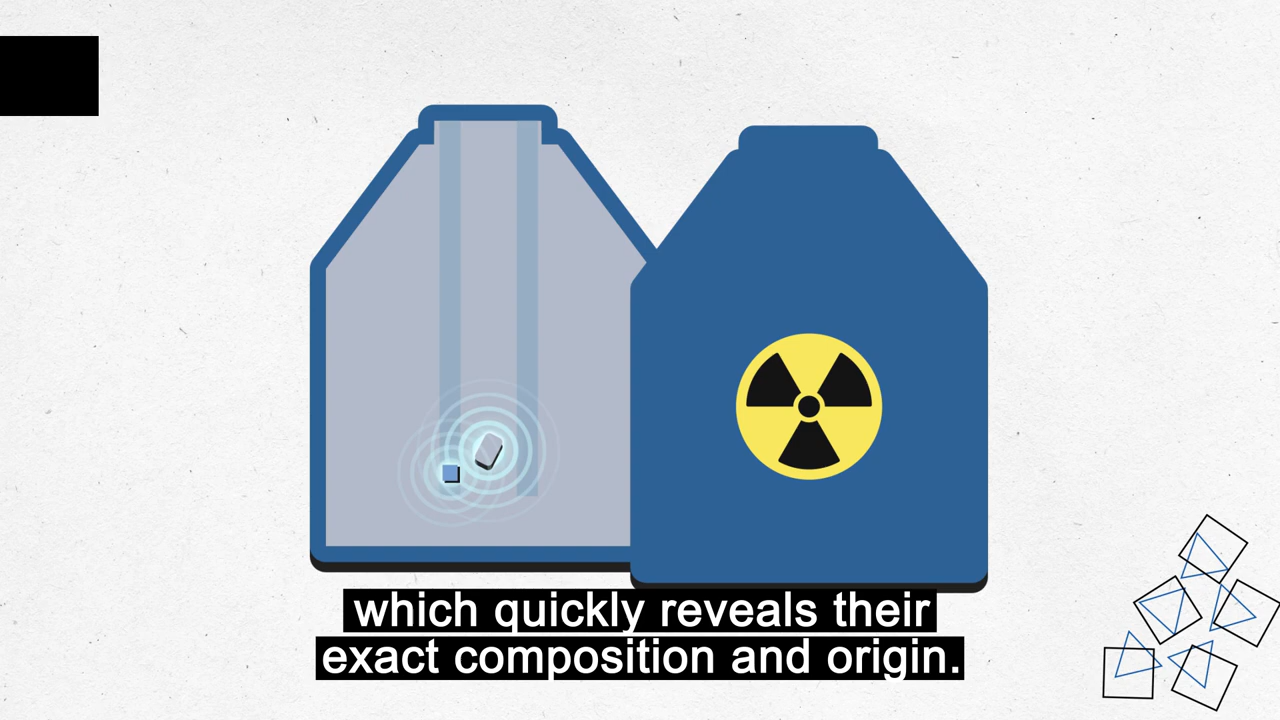 which quickly reveals their
exact composition and origin.